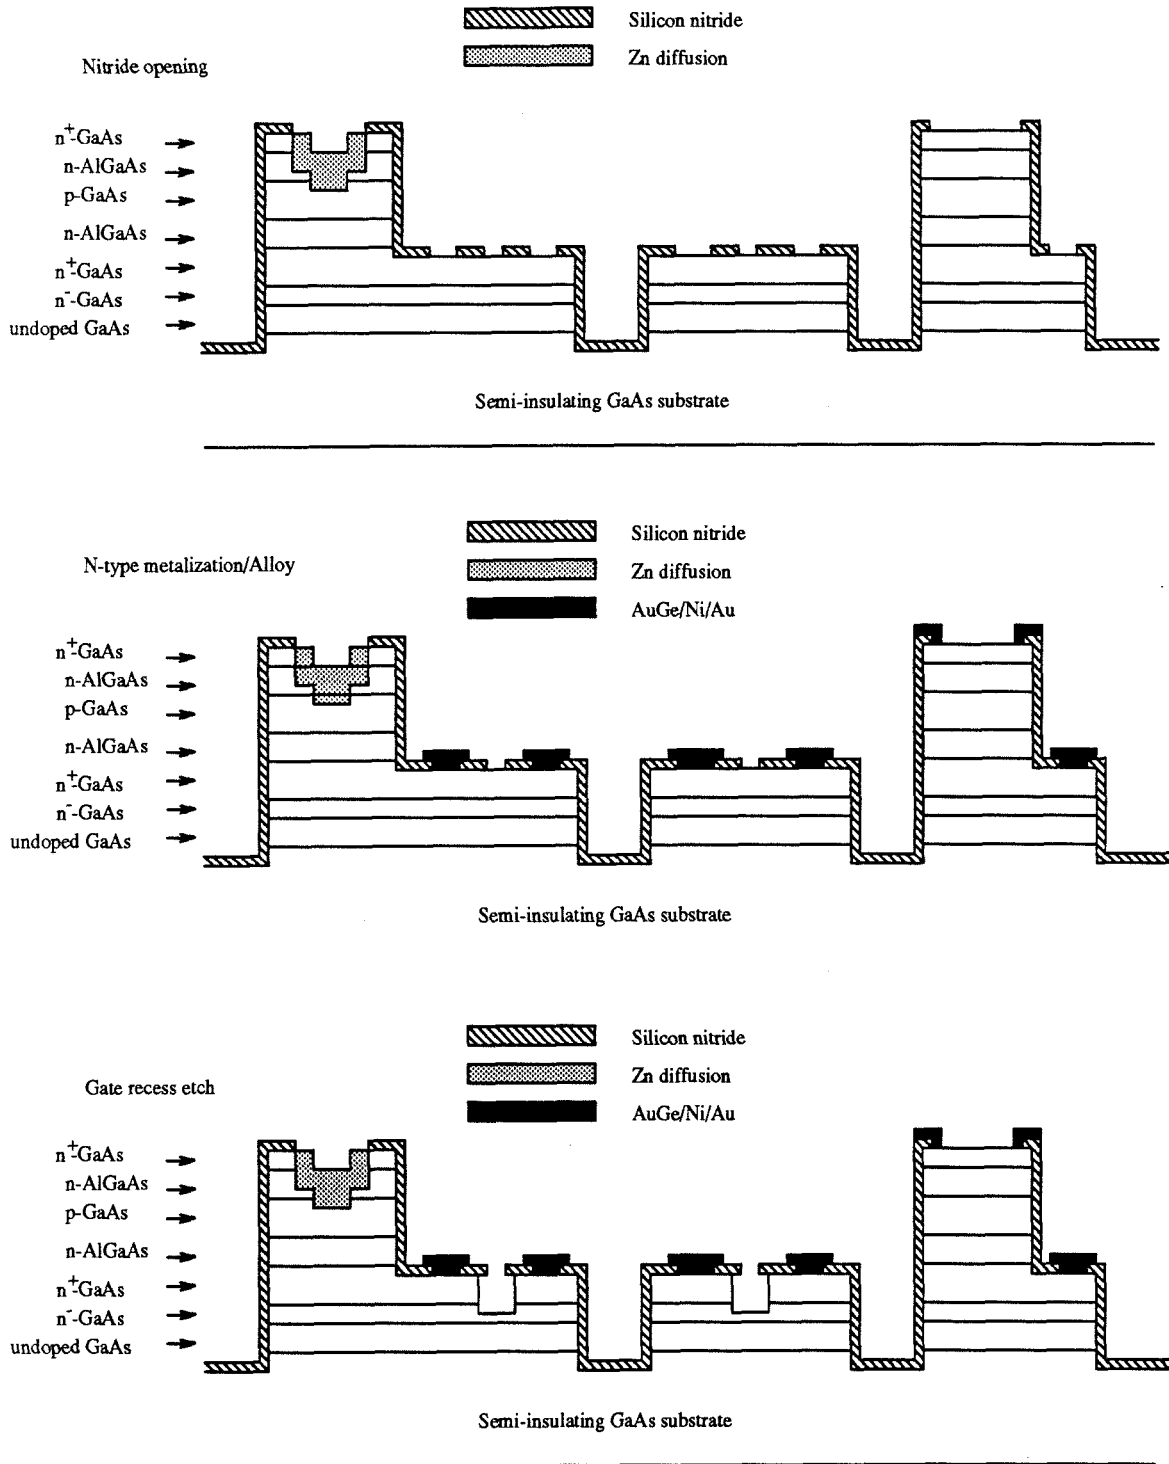 Silicon nitride
Zn diffusion
Nitride opening
n+-GaAs
n-AlGaAs
p-GaAs
n-AlGaAs
n+-GaAs
n--GaAs
undoped GaAs
Semi-insulating GaAs substrate
Silicon nitride
N-type metalization/Alloy
Zn diffusion
AuGe/Ni/Au
n+-GaAs
n-AlGaAs
p-GaAs
n-AlGaAs
n+-GaAs
n--GaAs
undoped GaAs
Semi-insulating GaAs substrate
Silicon nitride
Zn diffusion
Gate recess etch
AuGe/Ni/Au
n+-GaAs
n-AlGaAs
p-GaAs
n-AlGaAs
n+-GaAs
n--GaAs
undoped GaAs
Semi-insulating GaAs substrate